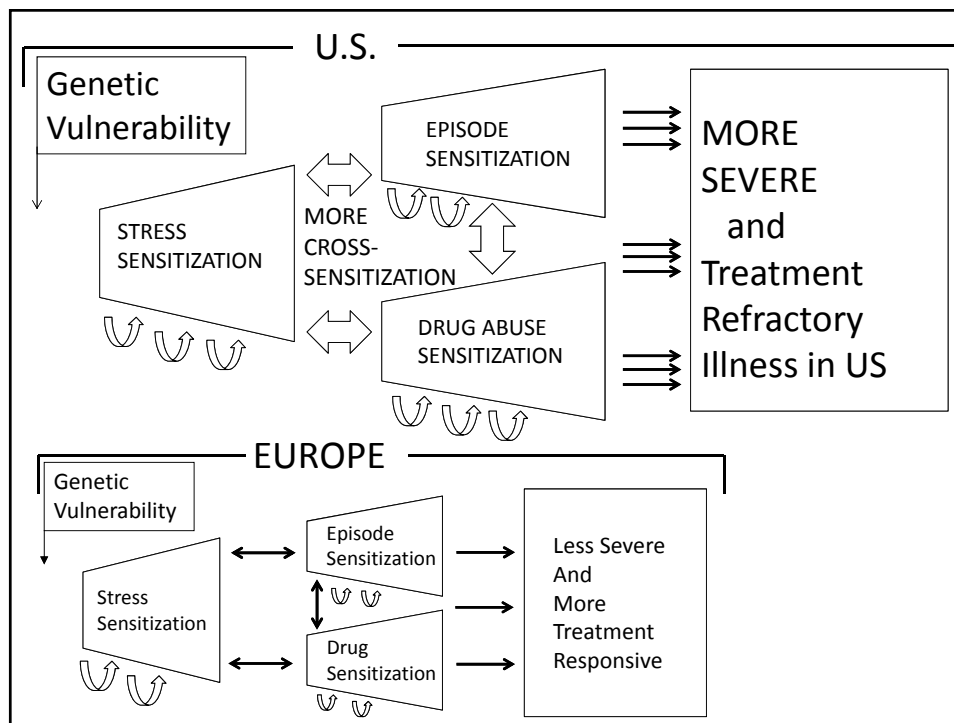 U.S.
Genetic
Vulnerability
EPISODE
SENSITIZATION
STRESS
SENSITIZATION
MORE
CROSS-
SENSITIZATION
DRUG ABUSE
SENSITIZATION
MORE
SEVERE
and
Treatment
Refractory
Illness in US
EUROPE
Genetic
Vulnerability
Episode
Sensitization
Stress
Sensitization
Drug
Sensitization
Less Severe
And
More
Treatment
Responsive